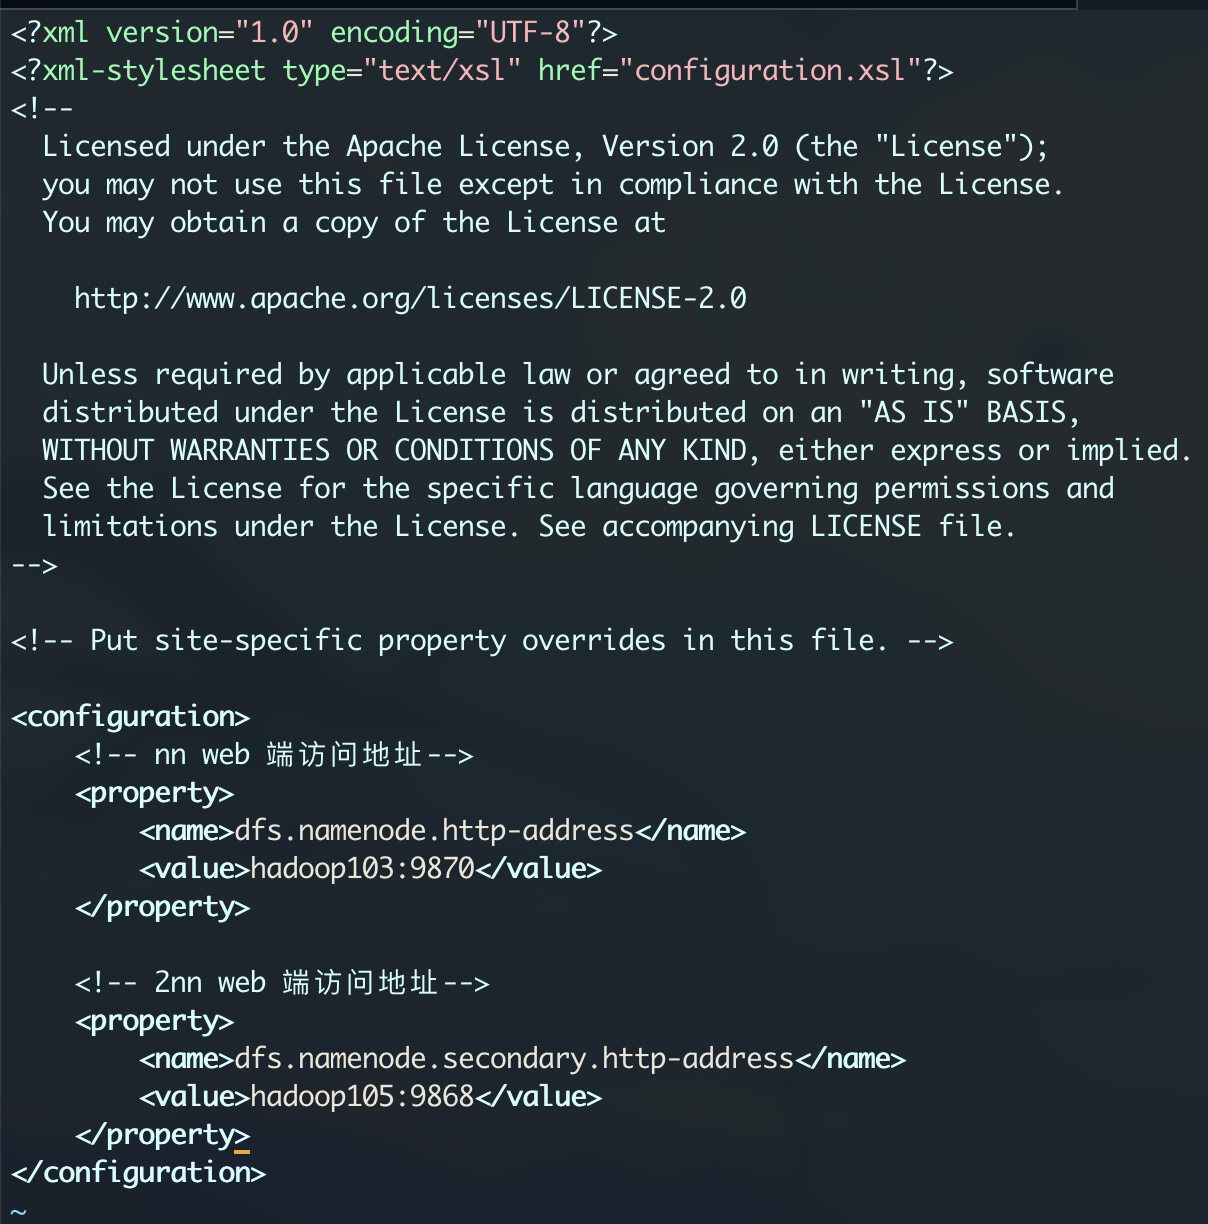 <?xml version="1.0" encoding="UTF-8"?>
<?xml-stylesheet type="text/xsl" href="configuration.xsl"?>
<!--
  Licensed under the Apache License, Version 2.0 (the "License");
  you may not use this file except in compliance with the License.
  You may obtain a copy of the License at

    http://www.apache.org/licenses/LICENSE-2.0

  Unless required by applicable law or agreed to in writing, software
  distributed under the License is distributed on an "AS IS" BASIS,
  WITHOUT WARRANTIES OR CONDITIONS OF ANY KIND, either express or implied.
  See the License for the specific language governing permissions and
  limitations under the License. See accompanying LICENSE file.
-->

<!-- Put site-specific property overrides in this file. -->

<configuration>
    <!-- nn web 端访问地址-->
    <property>
        <name>dfs.namenode.http-address</name>
        <value>hadoop103:9870</value>
    </property>

    <!-- 2nn web 端访问地址-->
    <property>
        <name>dfs.namenode.secondary.http-address</name>
        <value>hadoop105:9868</value>
    </property>
</configuration>
~